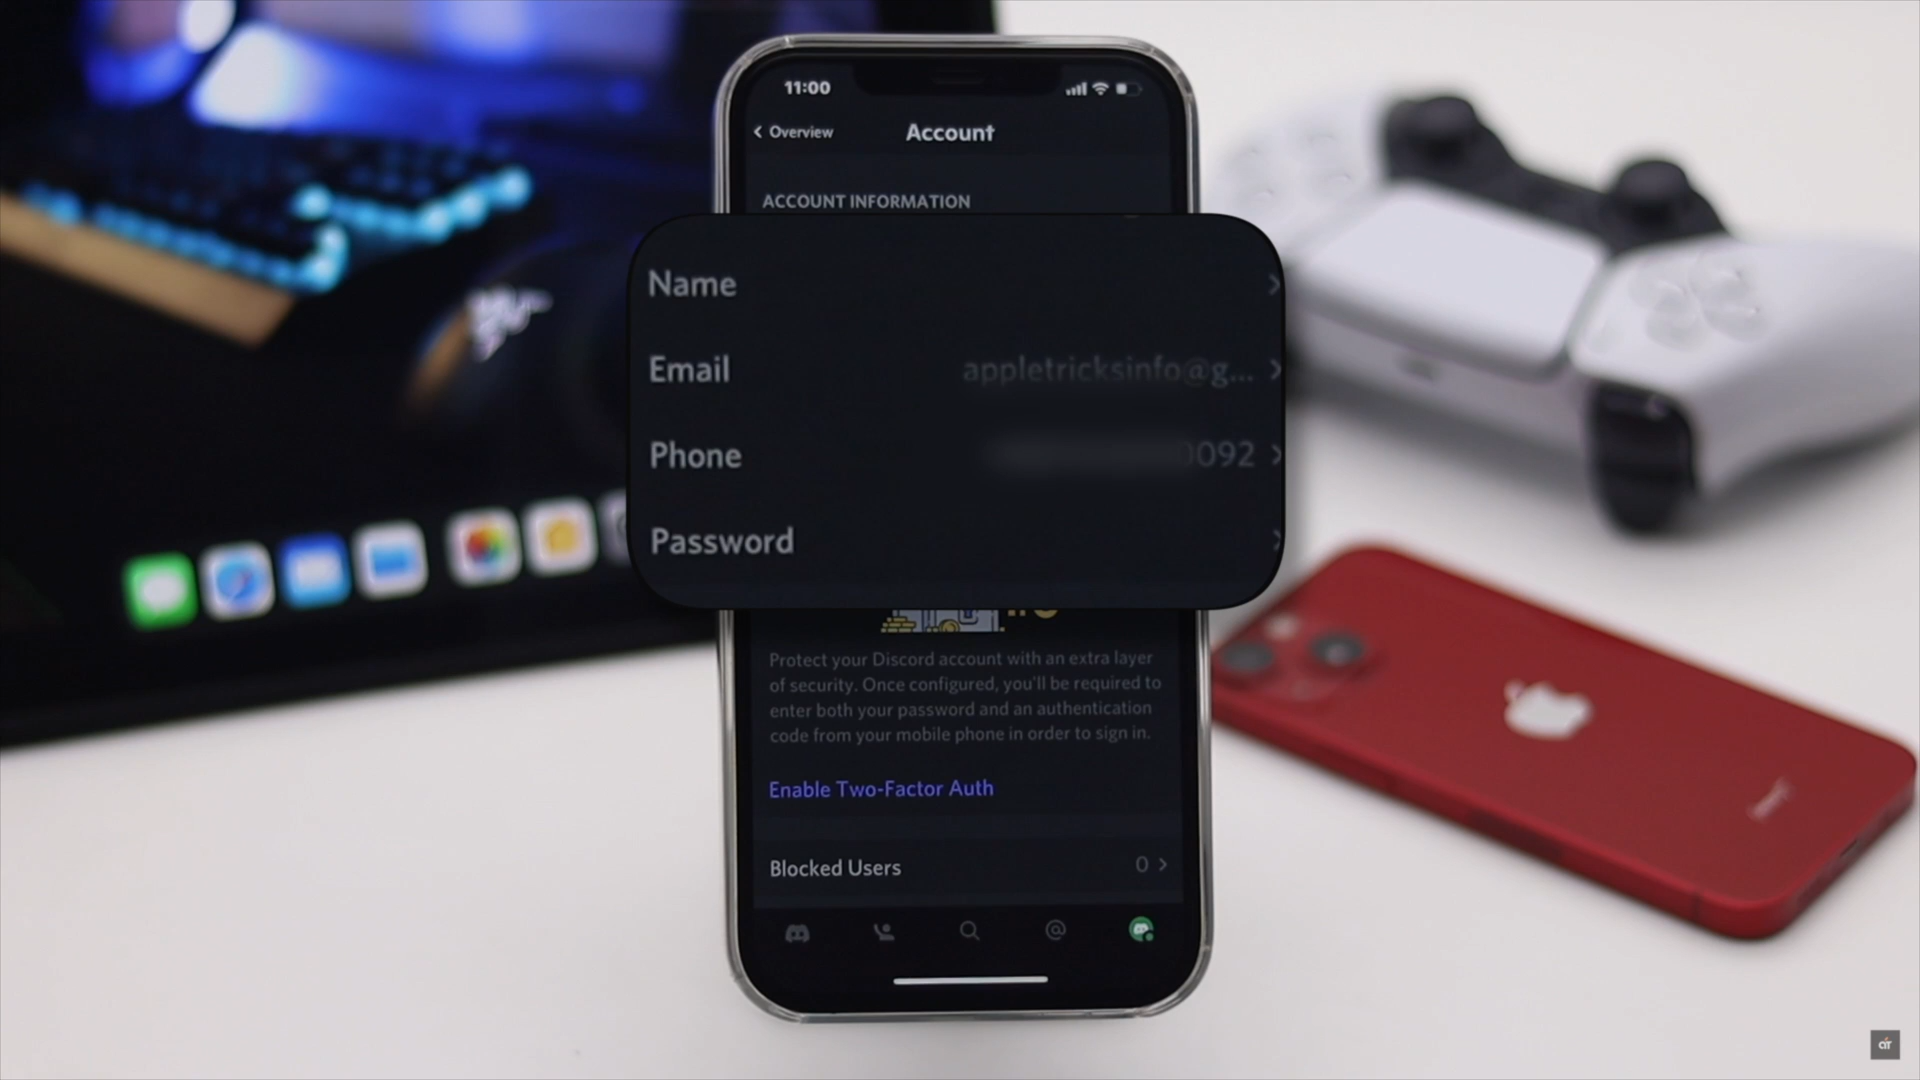 11:00
Overview
Account
ACCOUNT INFORMATION
Name
Email appletricksinfo@g...
Phone 0092
Password
Protect your Discord account with an extra layer
of security. Once configured, you'll be required to
enter both your password and an authentication
code from your mobile phone in order to sign in.
Enable Two-Factor Auth
Blocked Users 0